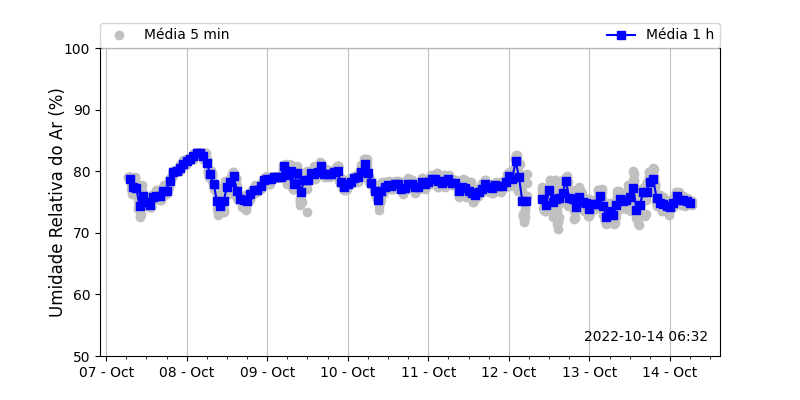 Média 5 min
Média 1 h
Umidade Relativa do Ar (%)
100
90
80
70
60
50
2022-10-14 06:32
07 - Oct
08 - Oct
09 - Oct
10 - Oct
11 - Oct
12 - Oct
13 - Oct
14 - Oct